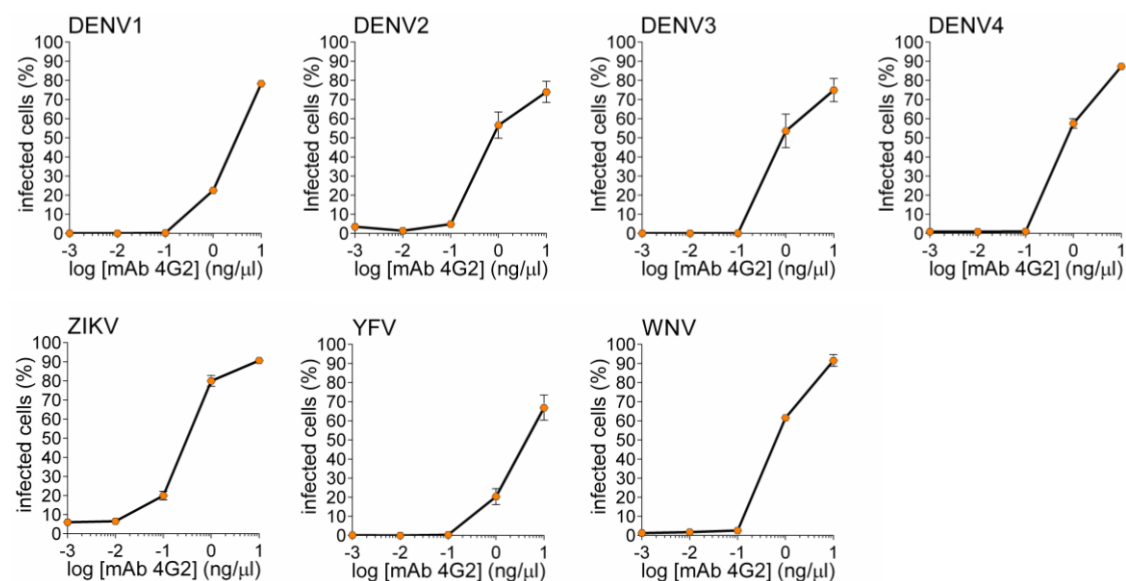 DENV1
DENV2
DENV3
DENV4
infected cells (%)
100
90
80
70
60
50
40
30
20
10
0
-3 -2 -1 0 1
log [mAb 4G2] (ng/μl)
Infected cells (%)
100
90
80
70
60
50
40
30
20
10
0
-3 -2 -1 0 1
log [mAb 4G2] (ng/μl)
Infected cells (%)
100
90
80
70
60
50
40
30
20
10
0
-3 -2 -1 0 1
log [mAb 4G2] (ng/μl)
Infected cells (%)
100
90
80
70
60
50
40
30
20
10
0
-3 -2 -1 0 1
log [mAb 4G2] (ng/μl)
ZIKV
YFV
WNV
infected cells (%)
100
90
80
70
60
50
40
30
20
10
0
-3 -2 -1 0 1
log [mAb 4G2] (ng/μl)
infected cells (%)
100
90
80
70
60
50
40
30
20
10
0
-3 -2 -1 0 1
log [mAb 4G2] (ng/μl)
infected cells (%)
100
90
80
70
60
50
40
30
20
10
0
-3 -2 -1 0 1
log [mAb 4G2] (ng/μl)